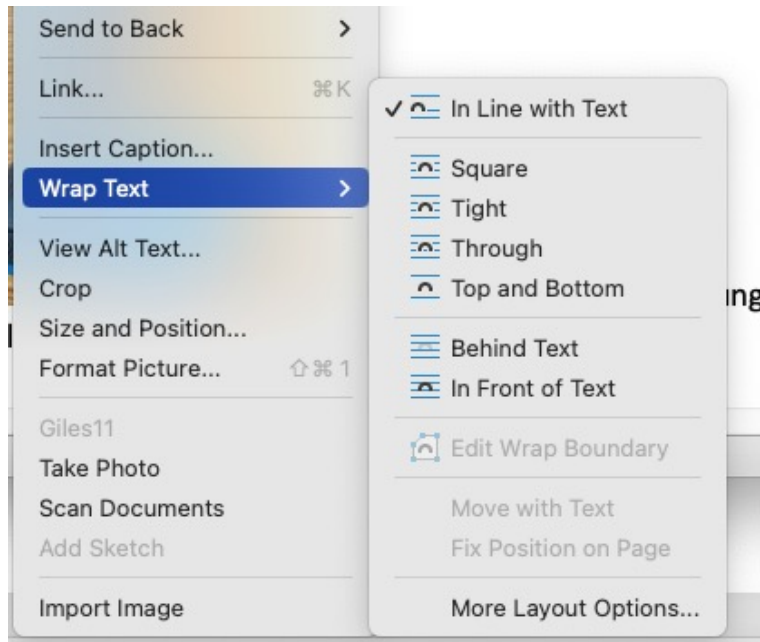 Send to Back
Link... ⌘K
Insert Caption...
Wrap Text
View Alt Text...
Crop
Size and Position...
Format Picture... ⇧⌘1
Giles11
Take Photo
Scan Documents
Add Sketch
Import Image
In Line with Text
Square
Tight
Through
Top and Bottom
Behind Text
In Front of Text
Edit Wrap Boundary
Move with Text
Fix Position on Page
More Layout Options...